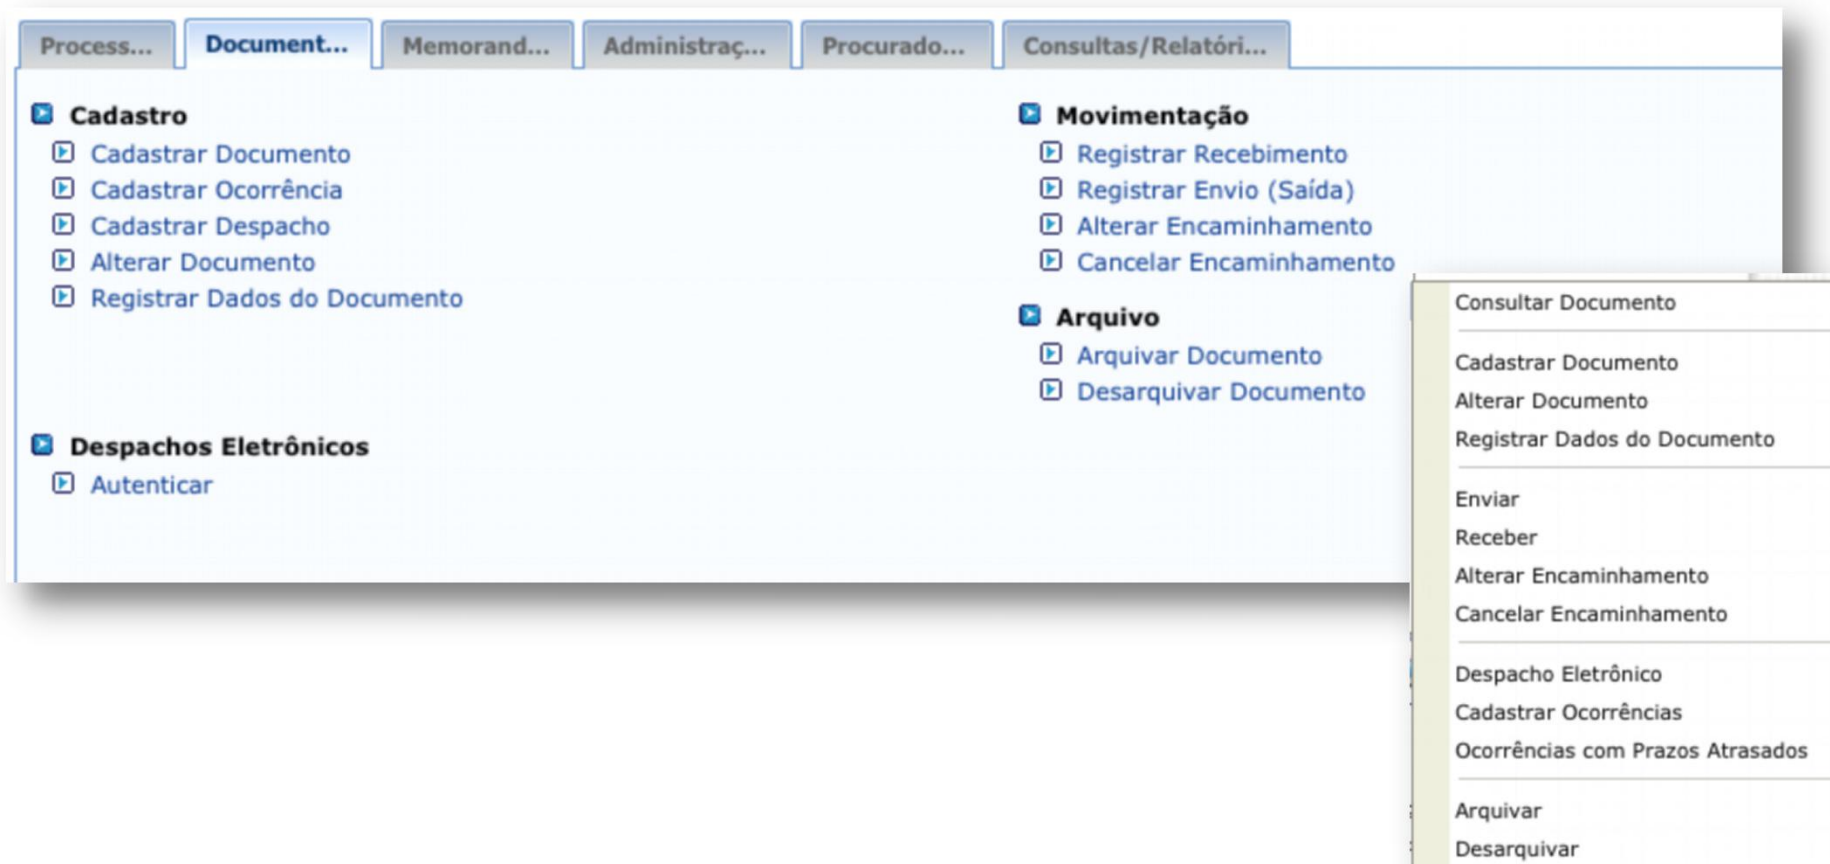 Process...
Document...
Memorand...
Administraç...
Procurado...
Consultas/Relatóri...
Cadastro
Cadastrar Documento
Cadastrar Ocorrência
Cadastrar Despacho
Alterar Documento
Registrar Dados do Documento
Despachos Eletrônicos
Autenticar
Movimentação
Registrar Recebimento
Registrar Envio (Saída)
Alterar Encaminhamento
Cancelar Encaminhamento
Arquivo
Arquivar Documento
Desarquivar Documento
Consultar Documento
Cadastrar Documento
Alterar Documento
Registrar Dados do Documento
Enviar
Receber
Alterar Encaminhamento
Cancelar Encaminhamento
Despacho Eletrônico
Cadastrar Ocorrências
Ocorrências com Prazos Atrasados
Arquivar
Desarquivar